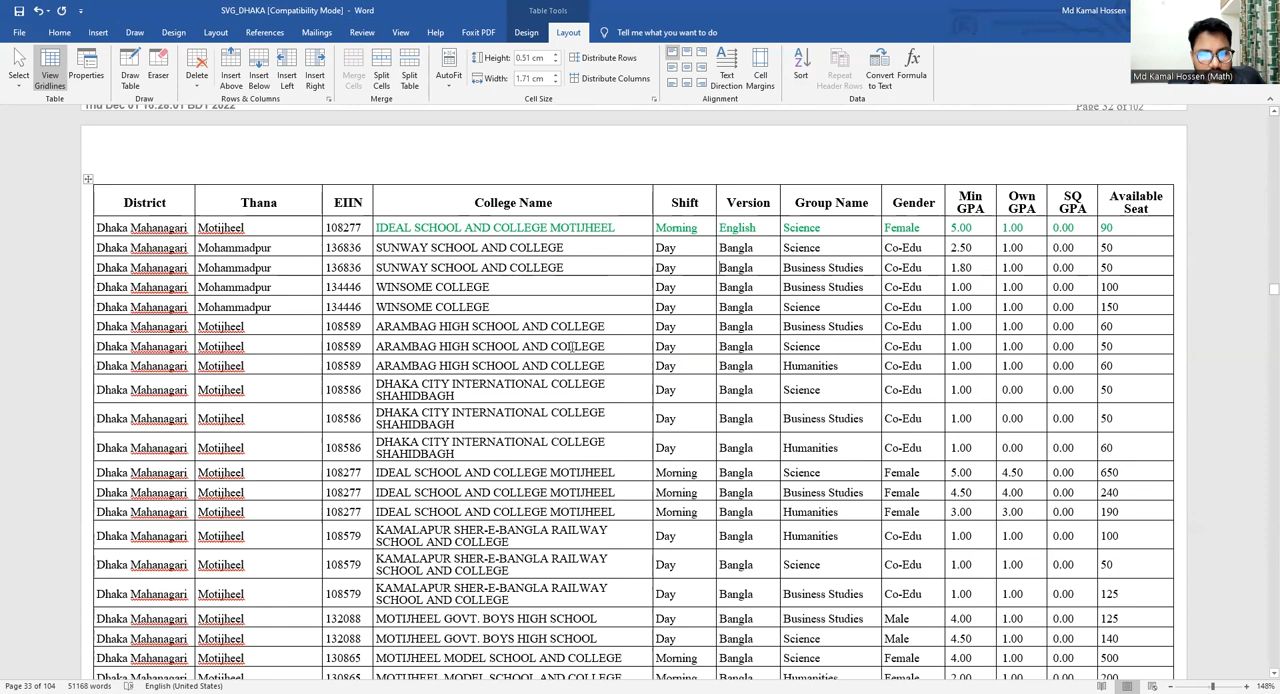 SVG_DHAKA [Compatibility Mode] - Word
Table Tools
Md Kamal Hossen
File Home Insert Draw Design Layout References Mailings Review View Help Foxit PDF Design Layout Tell me what you want to do
Select View Gridlines Properties Draw Table Eraser Delete Insert Above Insert Below Insert Left Insert Right Merge Cells Split Cells Split Table AutoFit Height: 0.51 cm Width: 1.71 cm Distribute Rows Distribute Columns Text Direction Cell Margins Sort Repeat Header Rows Convert to Text Formula
Table Draw Rows & Columns Merge Cell Size Alignment Data
Md Kamal Hossen (Math)
Thu Dec 01 16:28:01 BDT 2022 Page 32 of 102
District Thana EIIN College Name Shift Version Group Name Gender Min GPA Own GPA SQ GPA Available Seat
Dhaka Mahanagari Motijheel 108277 IDEAL SCHOOL AND COLLEGE MOTIJHEEL Morning English Science Female 5.00 1.00 0.00 90
Dhaka Mahanagari Mohammadpur 136836 SUNWAY SCHOOL AND COLLEGE Day Bangla Science Co-Edu 2.50 1.00 0.00 50
Dhaka Mahanagari Mohammadpur 136836 SUNWAY SCHOOL AND COLLEGE Day Bangla Business Studies Co-Edu 1.80 1.00 0.00 50
Dhaka Mahanagari Mohammadpur 134446 WINSOME COLLEGE Day Bangla Business Studies Co-Edu 1.00 1.00 0.00 100
Dhaka Mahanagari Mohammadpur 134446 WINSOME COLLEGE Day Bangla Science Co-Edu 1.00 1.00 0.00 150
Dhaka Mahanagari Motijheel 108589 ARAMBAG HIGH SCHOOL AND COLLEGE Day Bangla Business Studies Co-Edu 1.00 1.00 0.00 60
Dhaka Mahanagari Motijheel 108589 ARAMBAG HIGH SCHOOL AND COLLEGE Day Bangla Science Co-Edu 1.00 1.00 0.00 50
Dhaka Mahanagari Motijheel 108589 ARAMBAG HIGH SCHOOL AND COLLEGE Day Bangla Humanities Co-Edu 1.00 1.00 0.00 60
Dhaka Mahanagari Motijheel 108586 DHAKA CITY INTERNATIONAL COLLEGE SHAHIDBAGH Day Bangla Science Co-Edu 1.00 0.00 0.00 50
Dhaka Mahanagari Motijheel 108586 DHAKA CITY INTERNATIONAL COLLEGE SHAHIDBAGH Day Bangla Business Studies Co-Edu 1.00 0.00 0.00 50
Dhaka Mahanagari Motijheel 108586 DHAKA CITY INTERNATIONAL COLLEGE SHAHIDBAGH Day Bangla Humanities Co-Edu 1.00 0.00 0.00 60
Dhaka Mahanagari Motijheel 108277 IDEAL SCHOOL AND COLLEGE MOTIJHEEL Morning Bangla Science Female 5.00 4.50 0.00 650
Dhaka Mahanagari Motijheel 108277 IDEAL SCHOOL AND COLLEGE MOTIJHEEL Morning Bangla Business Studies Female 4.50 4.00 0.00 240
Dhaka Mahanagari Motijheel 108277 IDEAL SCHOOL AND COLLEGE MOTIJHEEL Morning Bangla Humanities Female 3.00 3.00 0.00 190
Dhaka Mahanagari Motijheel 108579 KAMALAPUR SHER-E-BANGLA RAILWAY SCHOOL AND COLLEGE Day Bangla Humanities Co-Edu 1.00 1.00 0.00 100
Dhaka Mahanagari Motijheel 108579 KAMALAPUR SHER-E-BANGLA RAILWAY SCHOOL AND COLLEGE Day Bangla Science Co-Edu 1.00 1.00 0.00 50
Dhaka Mahanagari Motijheel 108579 KAMALAPUR SHER-E-BANGLA RAILWAY SCHOOL AND COLLEGE Day Bangla Business Studies Co-Edu 1.00 1.00 0.00 125
Dhaka Mahanagari Motijheel 132088 MOTIJHEEL GOVT. BOYS HIGH SCHOOL Day Bangla Business Studies Male 4.00 1.00 0.00 125
Dhaka Mahanagari Motijheel 132088 MOTIJHEEL GOVT. BOYS HIGH SCHOOL Day Bangla Science Male 4.50 1.00 0.00 140
Dhaka Mahanagari Motijheel 130865 MOTIJHEEL MODEL SCHOOL AND COLLEGE Morning Bangla Science Female 4.00 1.00 0.00 500
Page 33 of 104 51168 words English (United States) 148%